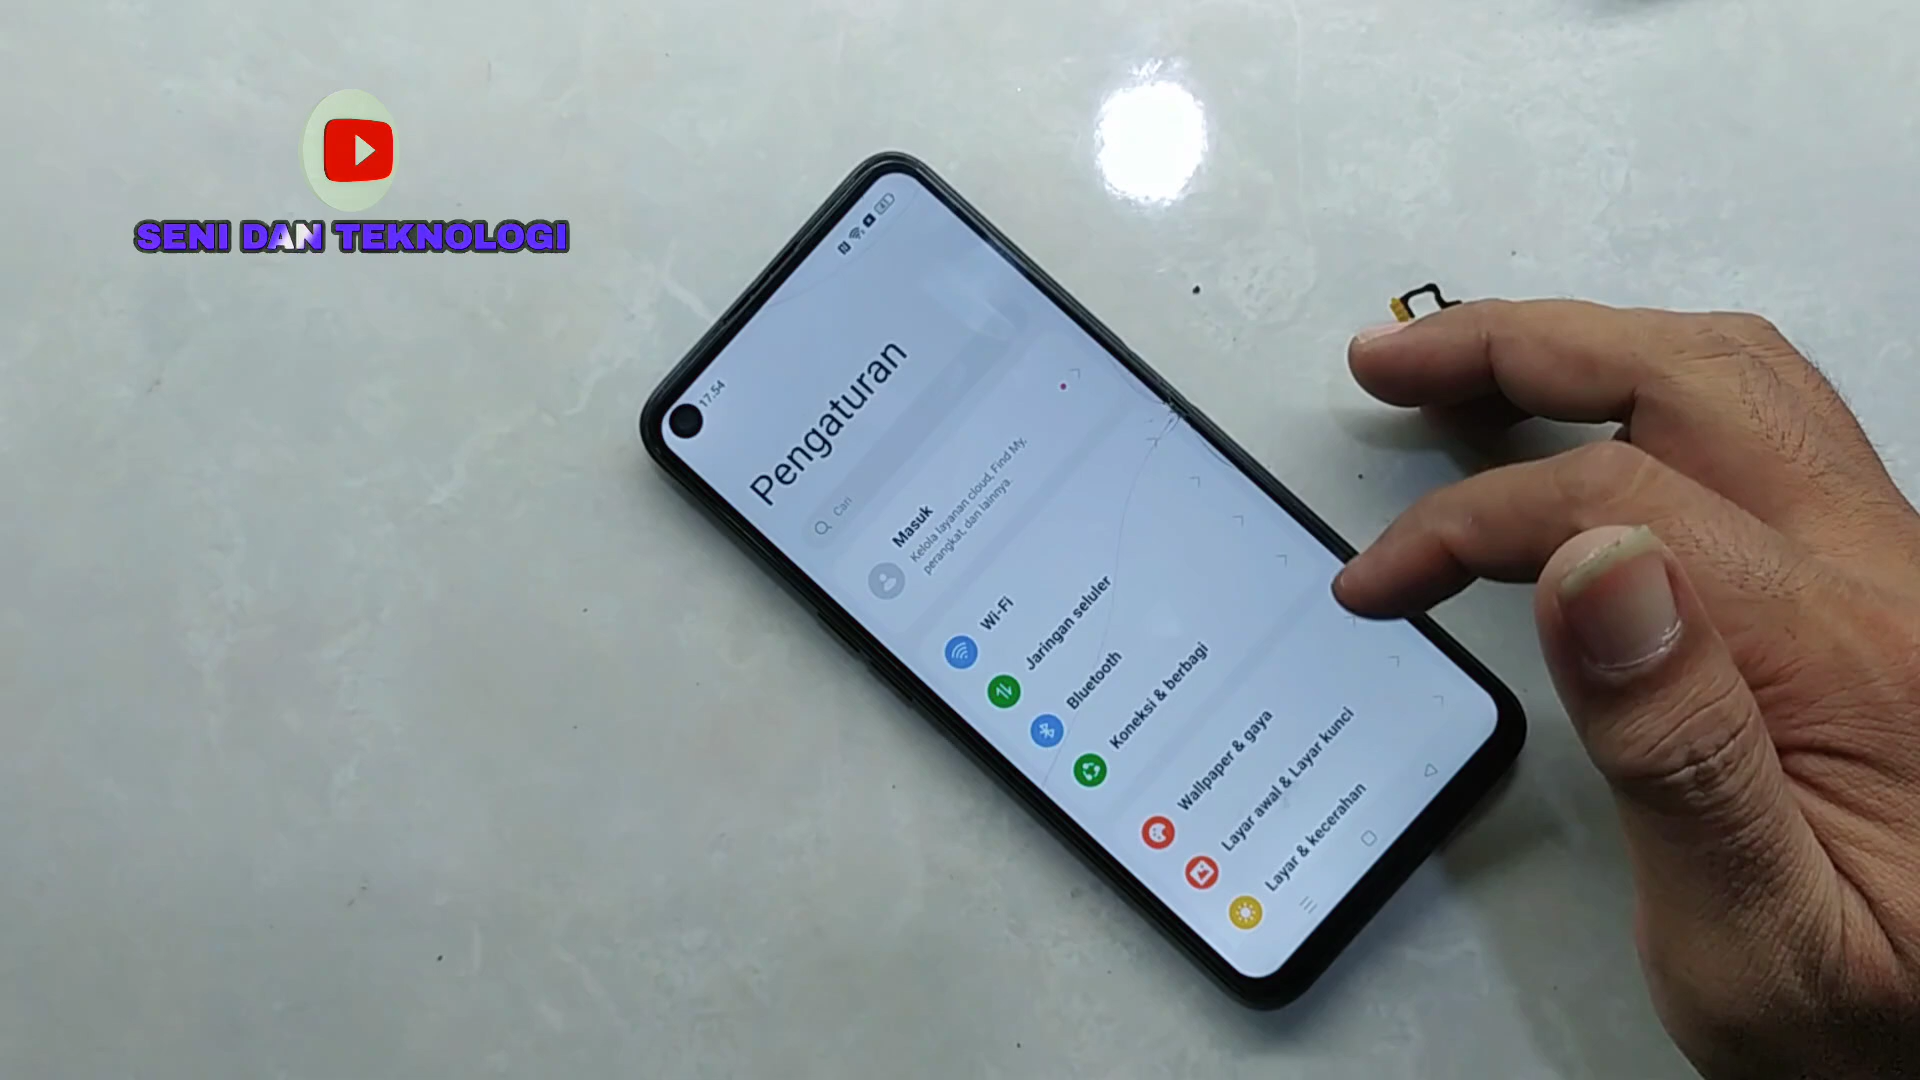 SENI DAN TEKNOLOGI
17.54
Pengaturan
Cari
Masuk
Kelola layanan cloud, Find My,
perangkat, dan lainnya.
Wi-Fi
Jaringan seluler
Bluetooth
Koneksi & berbagi
Wallpaper & gaya
Layar awal & Layar kunci
Layar & kecerahan